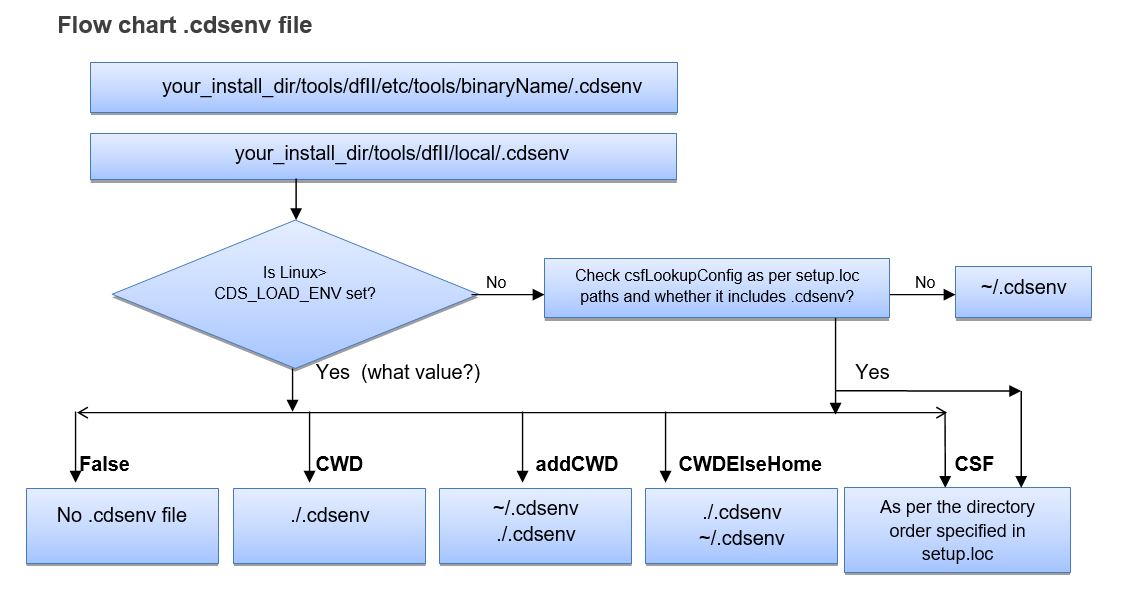 Flow chart .cdsenv file
your_install_dir/tools/dfII/etc/tools/binaryName/.cdsenv
your_install_dir/tools/dfII/local/.cdsenv
Is Linux>
CDS_LOAD_ENV set?
No
Check csfLookupConfig as per setup.loc
paths and whether it includes .cdsenv?
No
~/.cdsenv
Yes (what value?)
Yes
False
CWD
addCWD
CWDElseHome
CSF
No .cdsenv file
./.cdsenv
~/.cdsenv
./.cdsenv
./.cdsenv
~/.cdsenv
As per the directory
order specified in
setup.loc